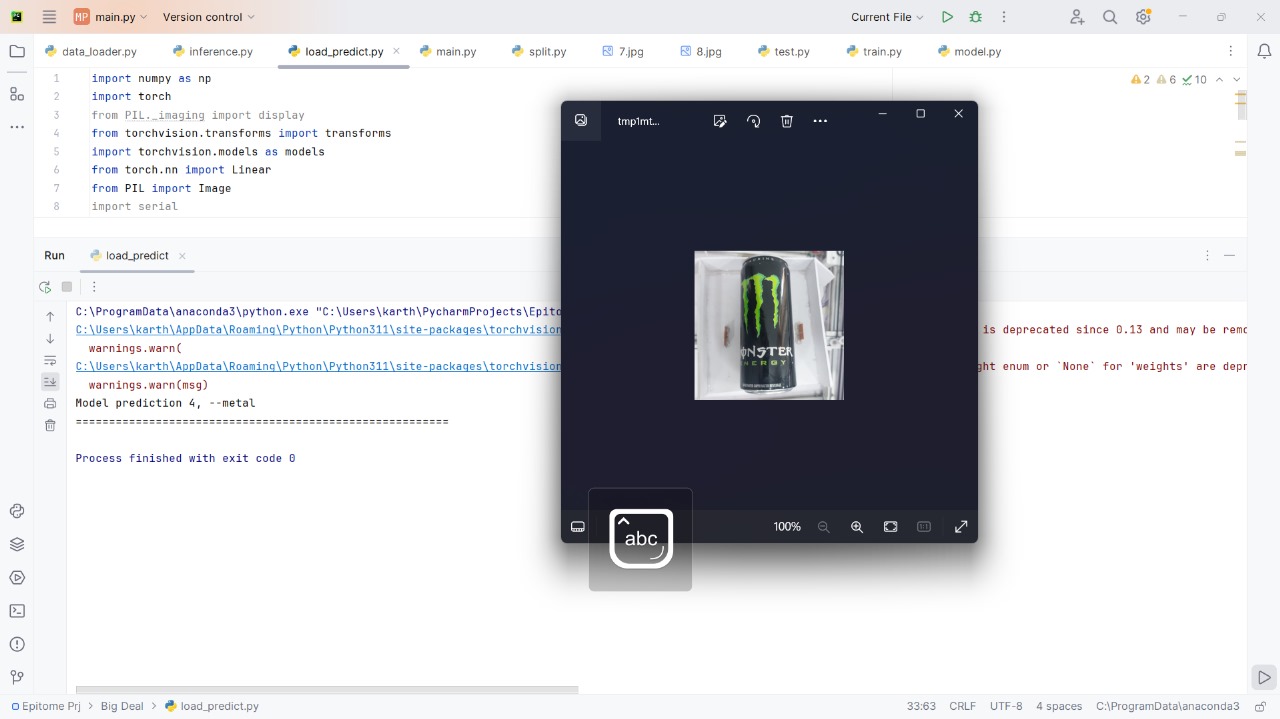 MP main.py Version control Current File
data_loader.py inference.py load_predict.py main.py split.py 7.jpg 8.jpg test.py train.py model.py
1 import numpy as np
2 import torch
3 from PIL._imaging import display
4 from torchvision.transforms import transforms
5 import torchvision.models as models
6 from torch.nn import Linear
7 from PIL import Image
8 import serial
2 6 10
tmp1mt...
MONSTER
ENERGY
100%
1:1
abc
Run load_predict
C:\ProgramData\anaconda3\python.exe "C:\Users\karth\PycharmProjects\Epito
C:\Users\karth\AppData\Roaming\Python\Python311\site-packages\torchvision is deprecated since 0.13 and may be remo
warnings.warn(
C:\Users\karth\AppData\Roaming\Python\Python311\site-packages\torchvision ght enum or `None` for 'weights' are depr
warnings.warn(msg)
Model prediction 4, --metal
========================================================
Process finished with exit code 0
Epitome Prj > Big Deal > load_predict.py 33:63 CRLF UTF-8 4 spaces C:\ProgramData\anaconda3